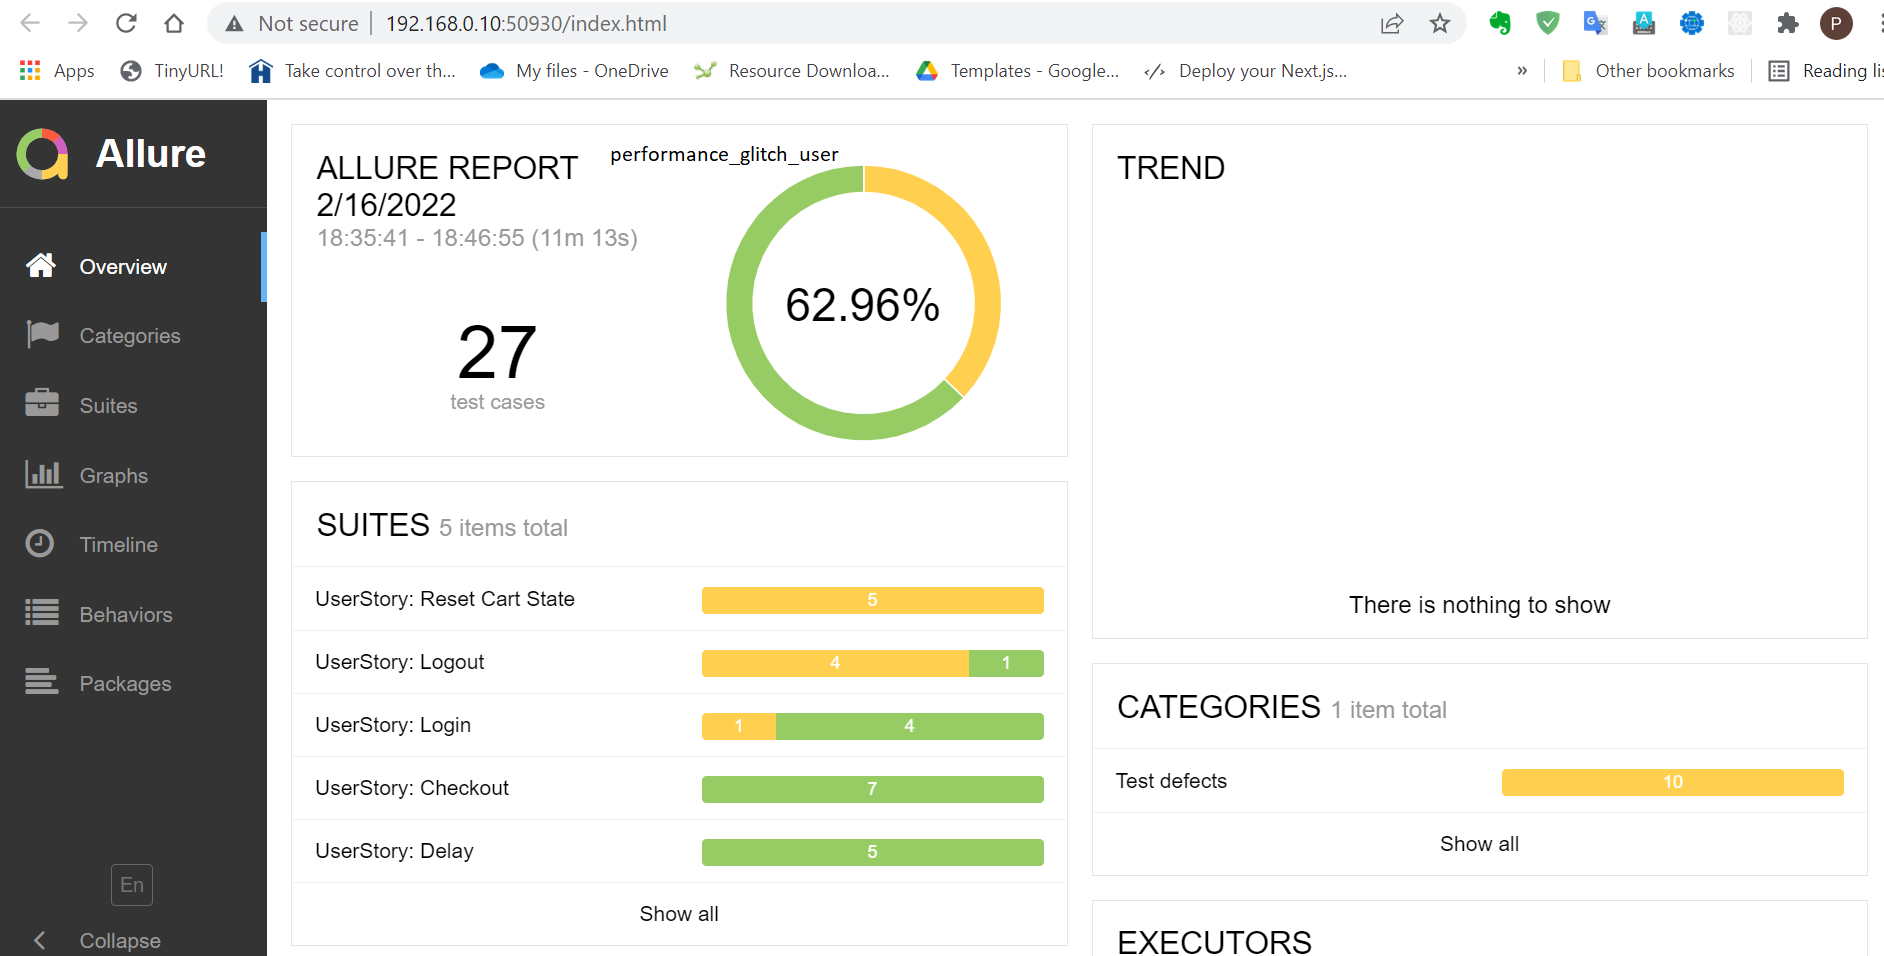 Not secure | 192.168.0.10:50930/index.html
P
Apps
TinyURL!
Take control over th...
My files - OneDrive
Resource Downloa...
Templates - Google...
Deploy your Next.js...
»
Other bookmarks
Reading lis
Allure
Overview
Categories
Suites
Graphs
Timeline
Behaviors
Packages
En
Collapse
ALLURE REPORT
2/16/2022
18:35:41 - 18:46:55 (11m 13s)
performance_glitch_user
27
test cases
62.96%
SUITES 5 items total
UserStory: Reset Cart State 5
UserStory: Logout 4 1
UserStory: Login 1 4
UserStory: Checkout 7
UserStory: Delay 5
Show all
TREND
There is nothing to show
CATEGORIES 1 item total
Test defects 10
Show all
EXECUTORS